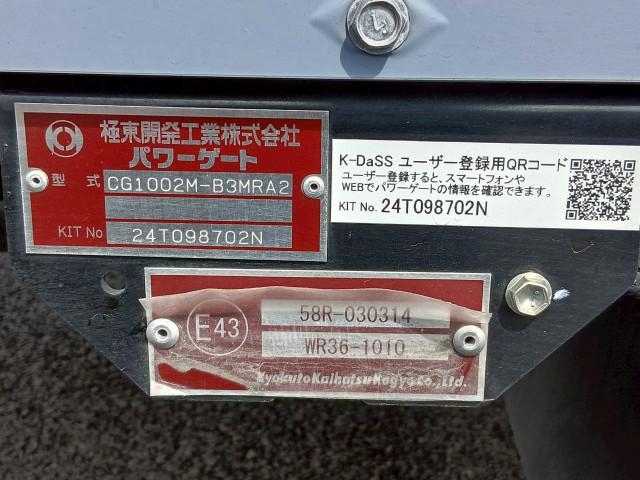 極東開発工業株式会社
パワーゲート
型式 CG1002M-B3MRA2
KIT No 24T098702N
K-DaSS ユーザー登録用QRコード
ユーザー登録すると、スマートフォンや
WEBでパワーゲートの情報を確認できます。
KIT No. 24T098702N
E43
58R-030314
WR36-1010
KyokutoKaihatsuKogyoCo.,Ltd.